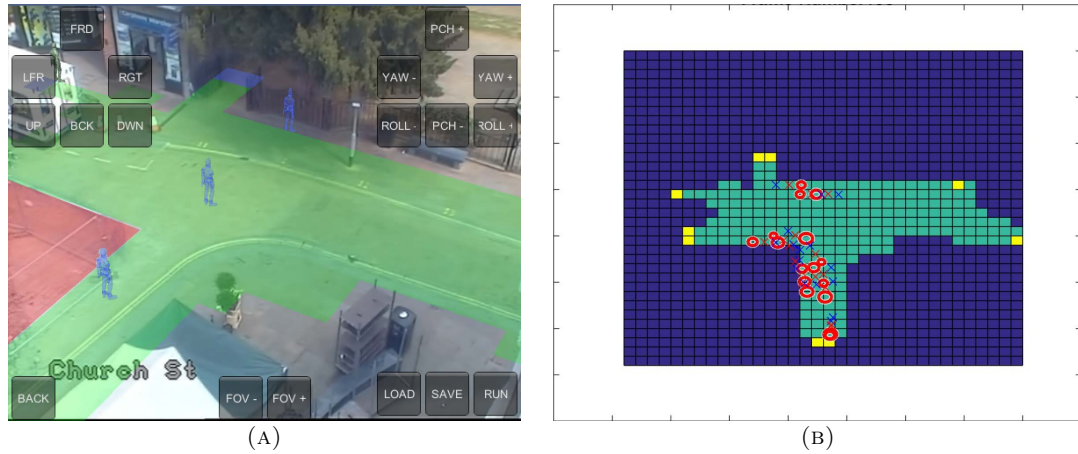 FRD
PCH +
LFR
RGT
YAW -
YAW +
UP
BCK
DWN
ROLL -
PCH -
ROLL +
Church St
BACK
FOV -
FOV +
LOAD
SAVE
RUN
(A)
(B)